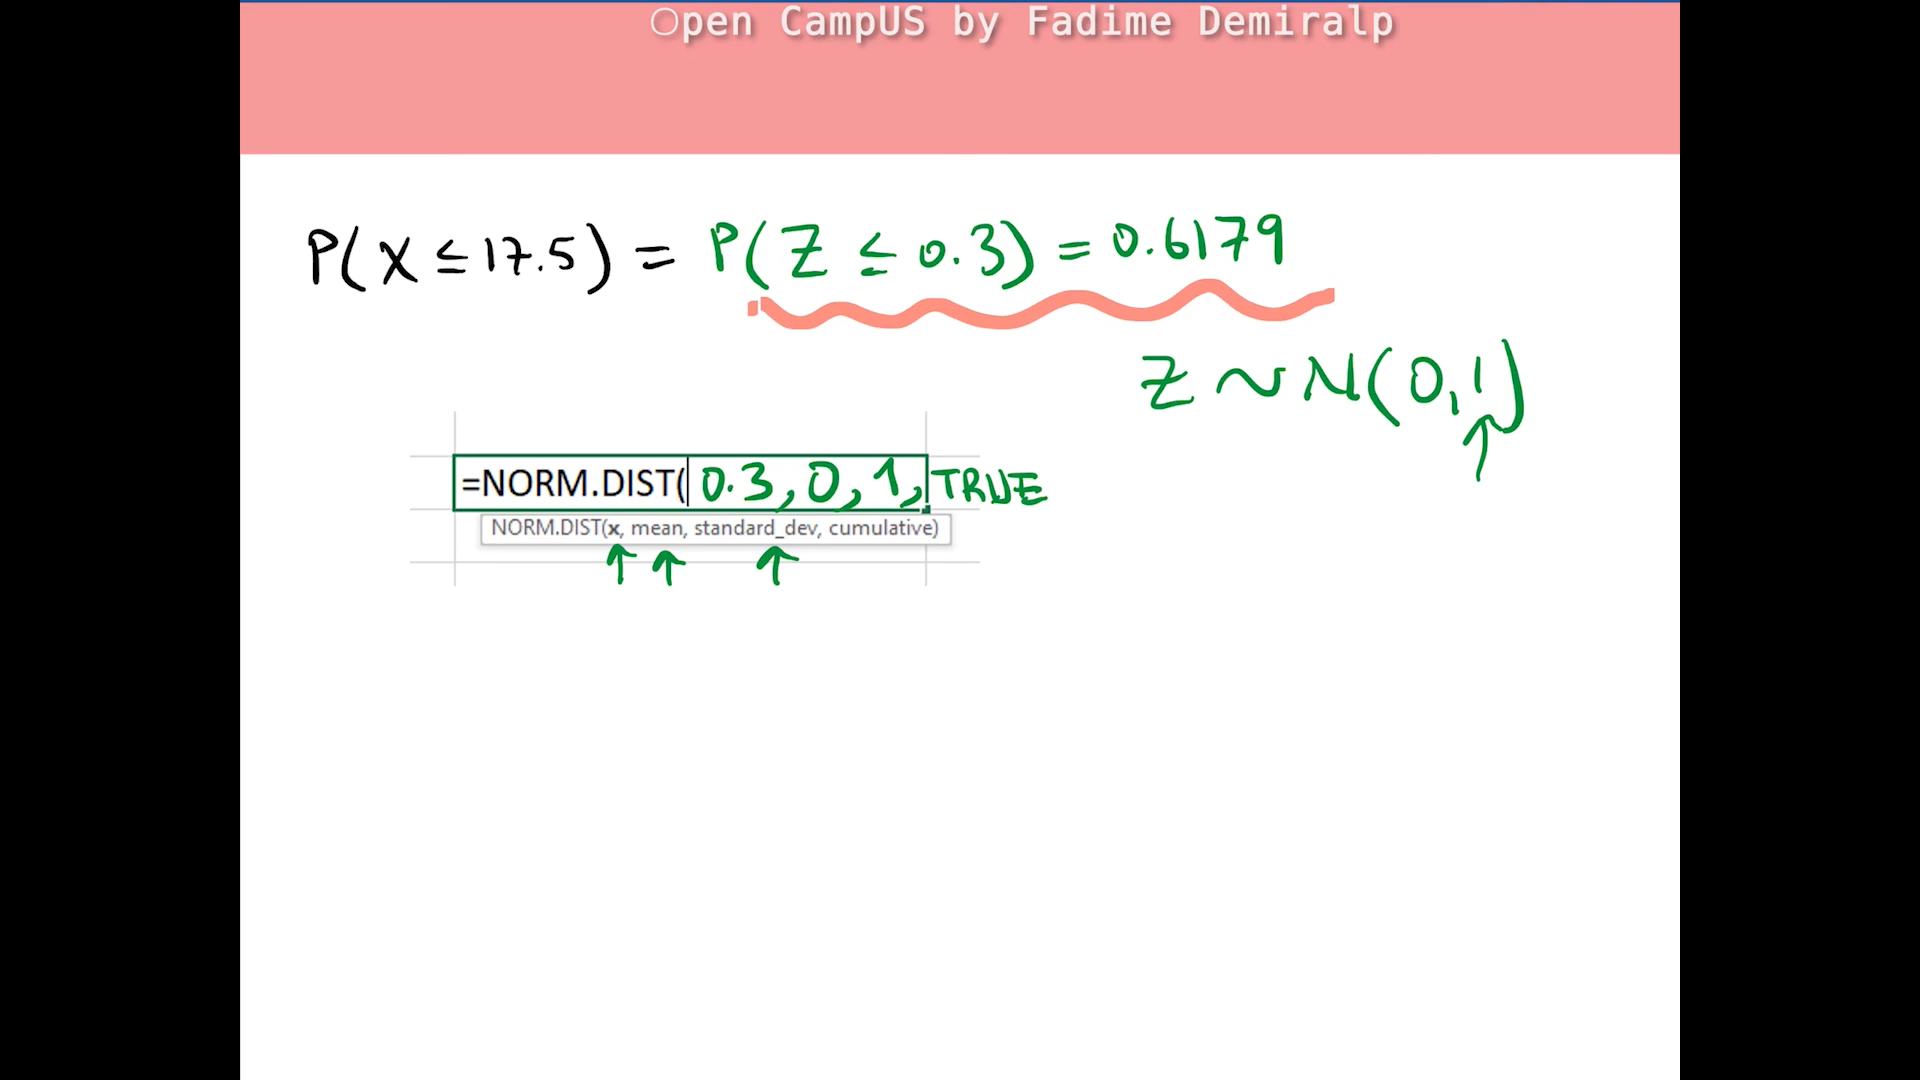 Open CampUS by Fadime Demiralp
P(X ≤ 17.5) = P(Z ≤ 0.3) = 0.6179
Z ~ N(0,1)
=NORM.DIST( 0.3, 0, 1, TRUE
NORM.DIST(x, mean, standard_dev, cumulative)